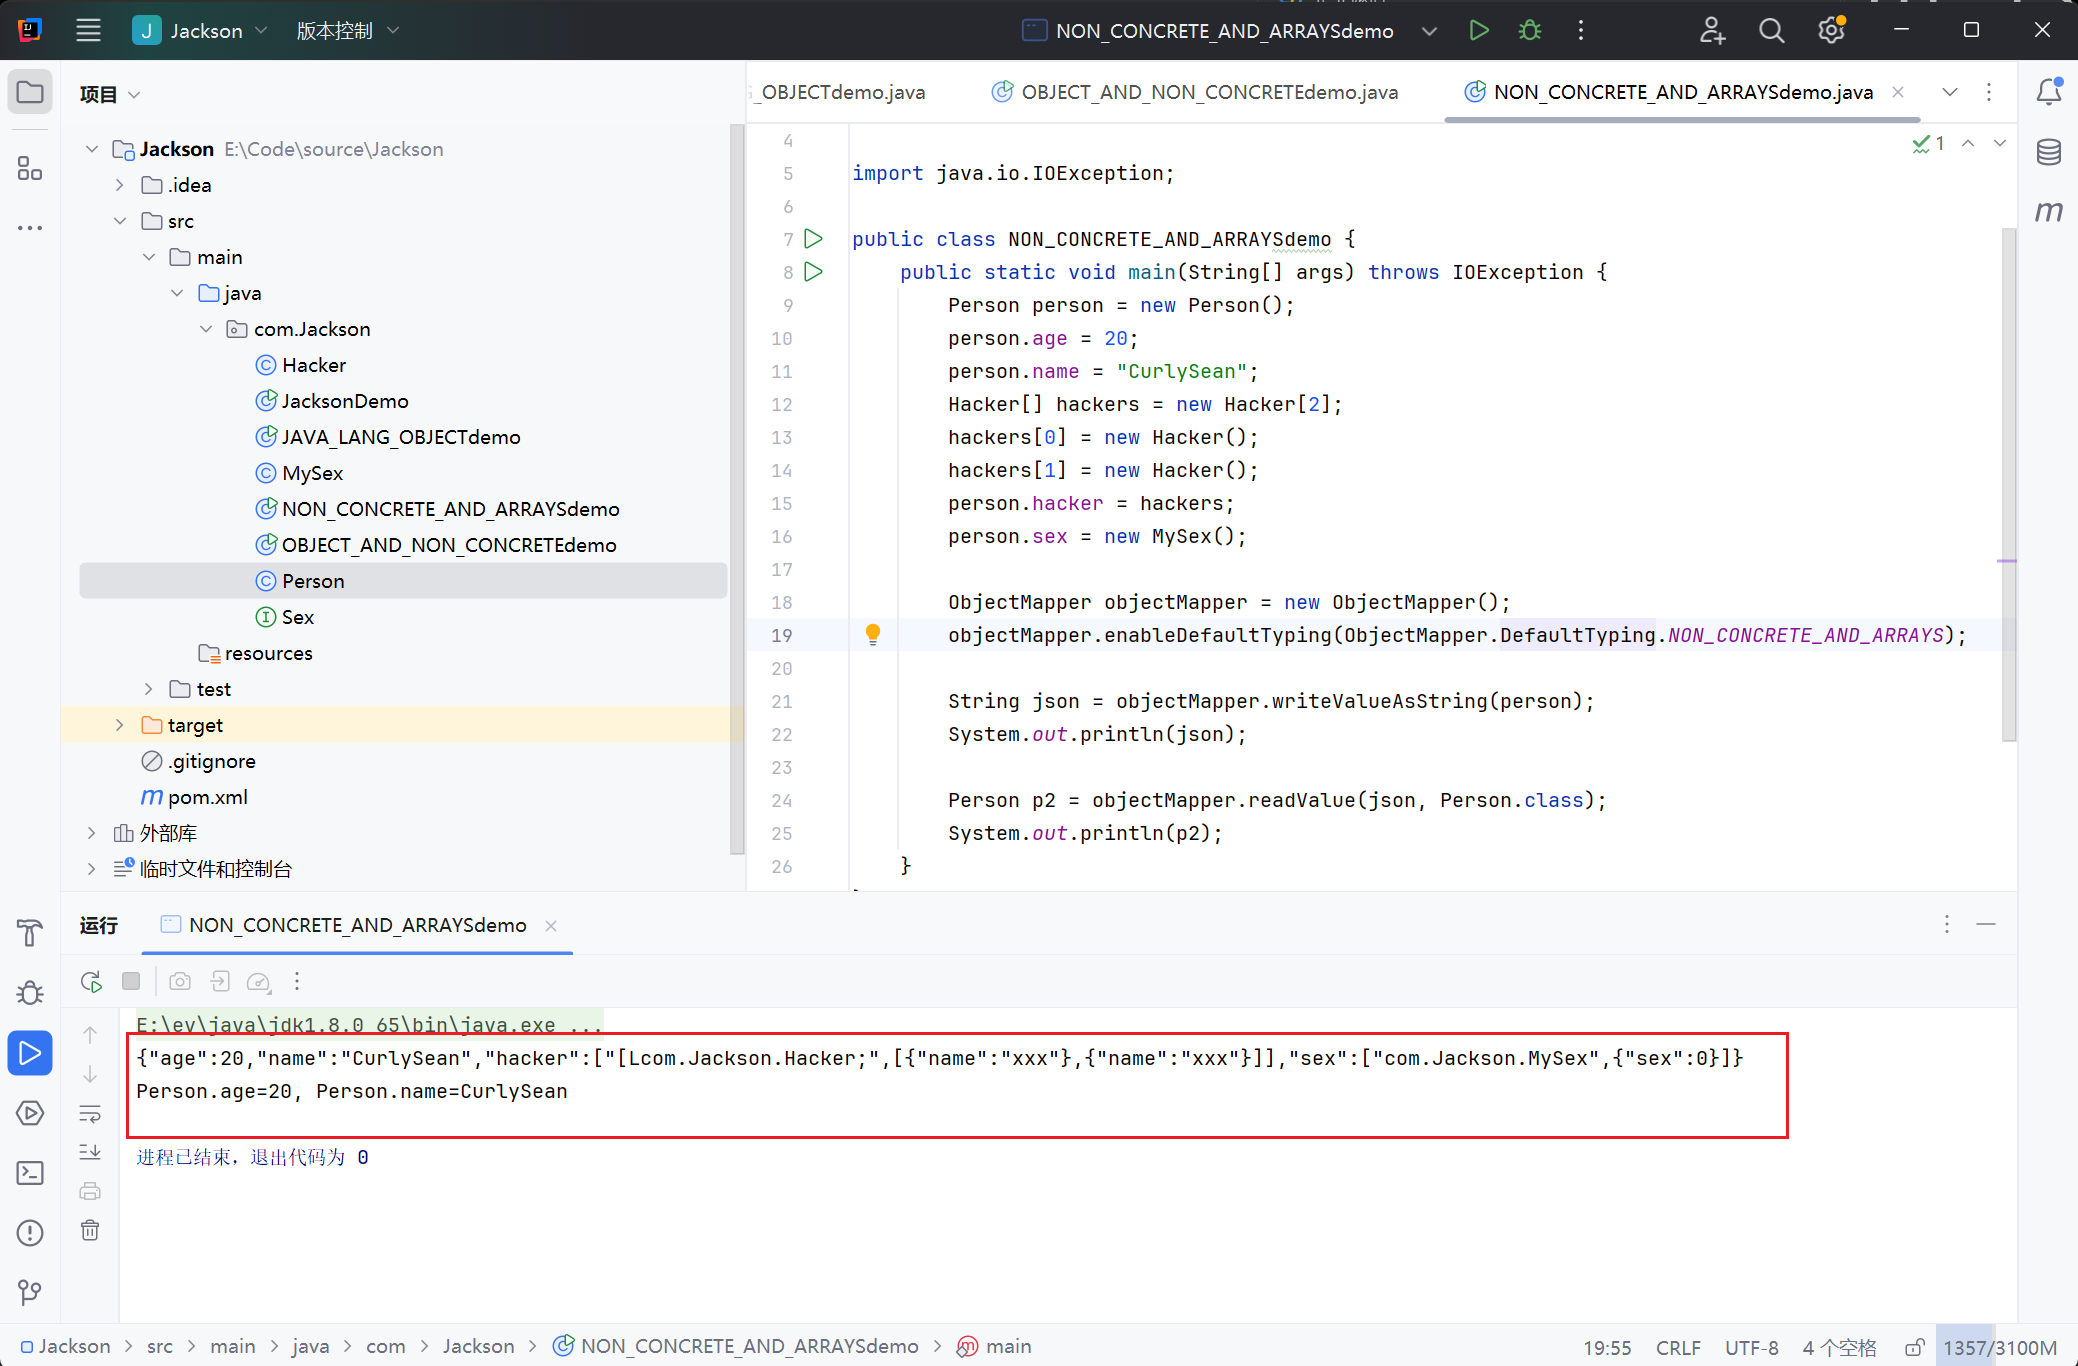 J Jackson 版本控制 NON_CONCRETE_AND_ARRAYSdemo
项目
_OBJECTdemo.java OBJECT_AND_NON_CONCRETEdemo.java NON_CONCRETE_AND_ARRAYSdemo.java
Jackson E:\Code\source\Jackson
.idea
src
main
java
com.Jackson
Hacker
JacksonDemo
JAVA_LANG_OBJECTdemo
MySex
NON_CONCRETE_AND_ARRAYSdemo
OBJECT_AND_NON_CONCRETEdemo
Person
Sex
resources
test
target
.gitignore
m pom.xml
外部库
临时文件和控制台
1
m
4
5 import java.io.IOException;
6
7 public class NON_CONCRETE_AND_ARRAYSdemo {
8 public static void main(String[] args) throws IOException {
9 Person person = new Person();
10 person.age = 20;
11 person.name = "CurlySean";
12 Hacker[] hackers = new Hacker[2];
13 hackers[0] = new Hacker();
14 hackers[1] = new Hacker();
15 person.hacker = hackers;
16 person.sex = new MySex();
17
18 ObjectMapper objectMapper = new ObjectMapper();
19 objectMapper.enableDefaultTyping(ObjectMapper.DefaultTyping.NON_CONCRETE_AND_ARRAYS);
20
21 String json = objectMapper.writeValueAsString(person);
22 System.out.println(json);
23
24 Person p2 = objectMapper.readValue(json, Person.class);
25 System.out.println(p2);
26 }
运行 NON_CONCRETE_AND_ARRAYSdemo
E:\ev\java\jdk1.8.0_65\bin\java.exe ...
{"age":20,"name":"CurlySean","hacker":["[Lcom.Jackson.Hacker;",[{"name":"xxx"},{"name":"xxx"}]],"sex":["com.Jackson.MySex",{"sex":0}]}
Person.age=20, Person.name=CurlySean
进程已结束，退出代码为 0
Jackson > src > main > java > com > Jackson > NON_CONCRETE_AND_ARRAYSdemo > m main
19:55 CRLF UTF-8 4 个空格 1357/3100M